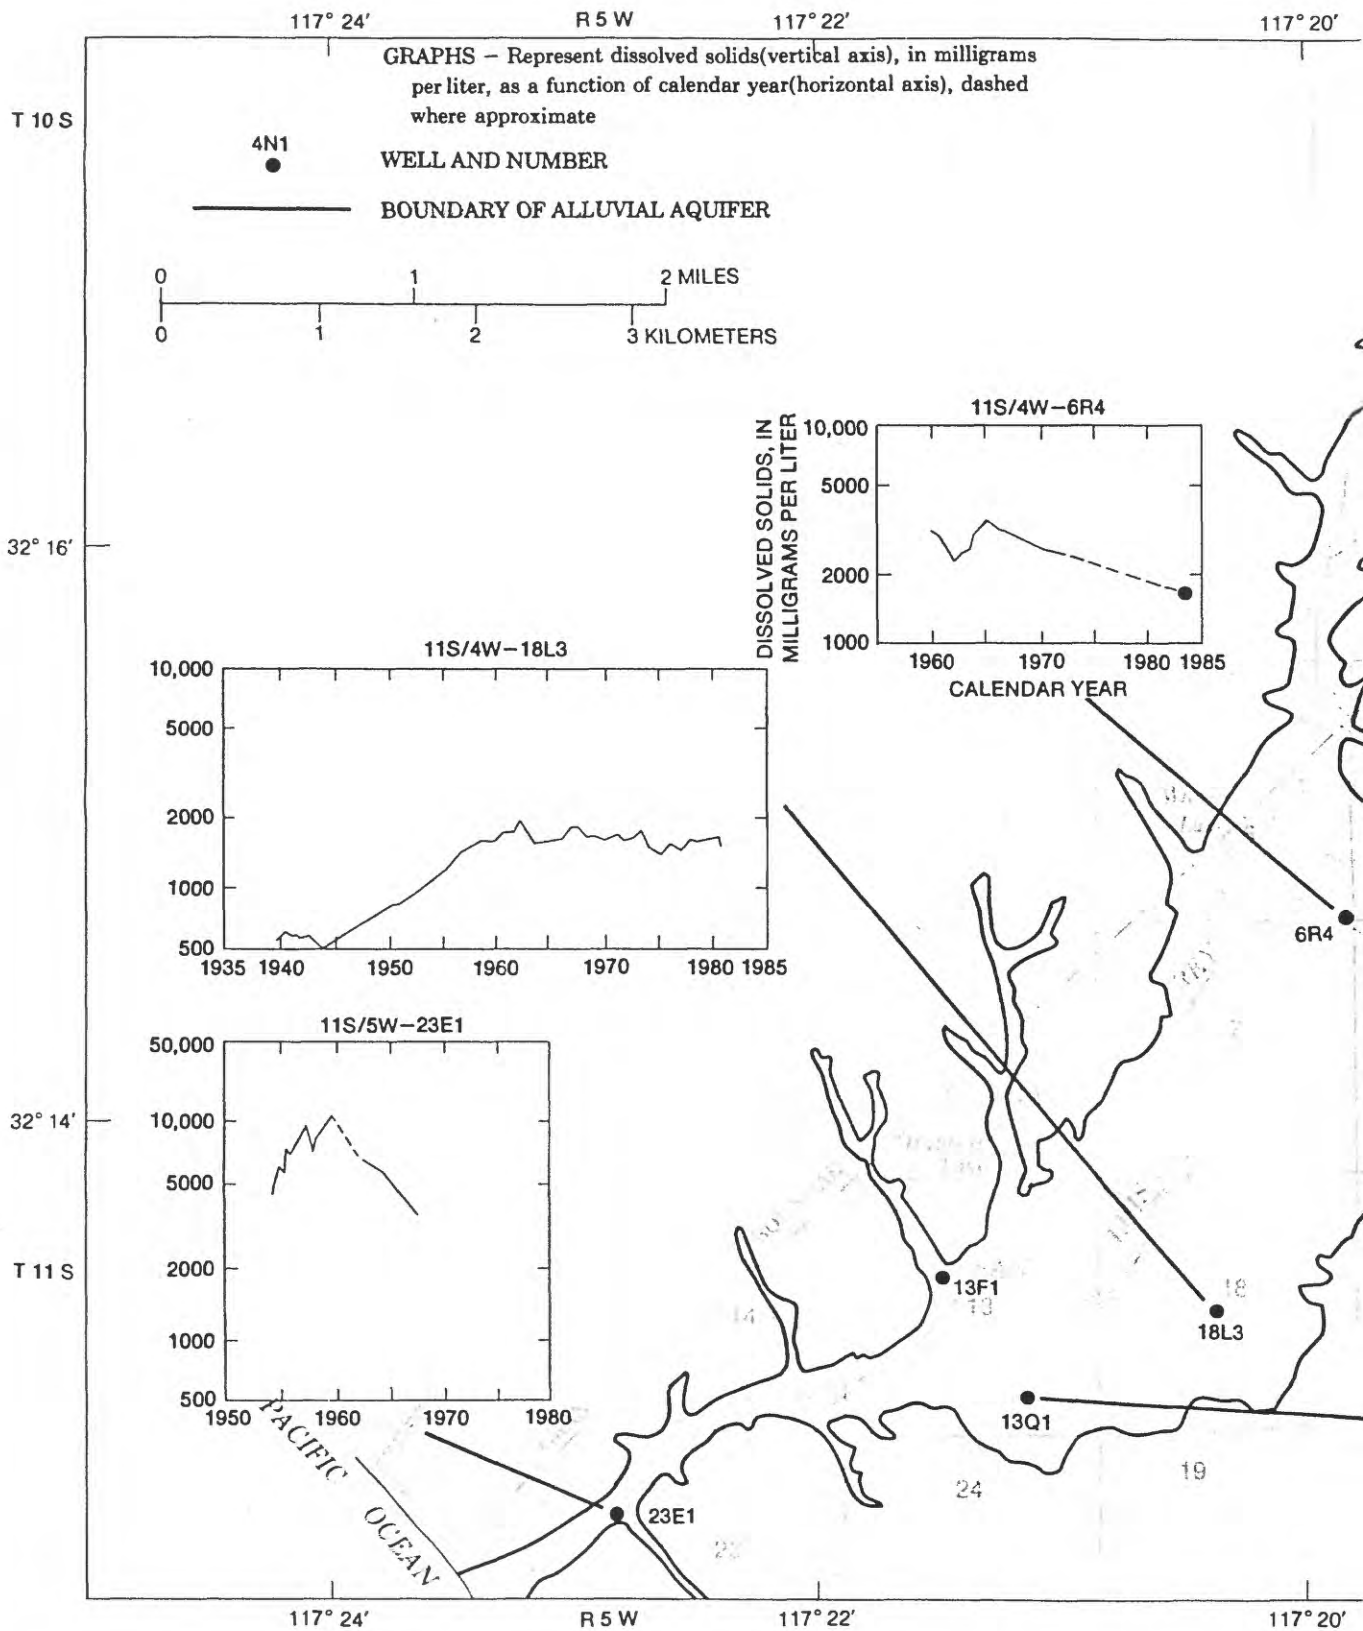 117° 24′ R 5 W 117° 22′ 117° 20′
GRAPHS – Represent dissolved solids(vertical axis), in milligrams
per liter, as a function of calendar year(horizontal axis), dashed
where approximate
T 10 S
4N1
WELL AND NUMBER
BOUNDARY OF ALLUVIAL AQUIFER
0 1 2 MILES
0 1 2 3 KILOMETERS
32° 16′
11S/4W–6R4
DISSOLVED SOLIDS, IN
MILLIGRAMS PER LITER
10,000
5000
2000
1000
1960 1970 1980 1985
CALENDAR YEAR
11S/4W–18L3
10,000
5000
2000
1000
500
1935 1940 1950 1960 1970 1980 1985
6R4
11S/5W–23E1
50,000
10,000
5000
2000
1000
500
1950 1960 1970 1980
32° 14′
T 11 S
13F1
13
14
18
18L3
13Q1
19
24
23E1
PACIFIC
OCEAN
117° 24′ R 5 W 117° 22′ 117° 20′